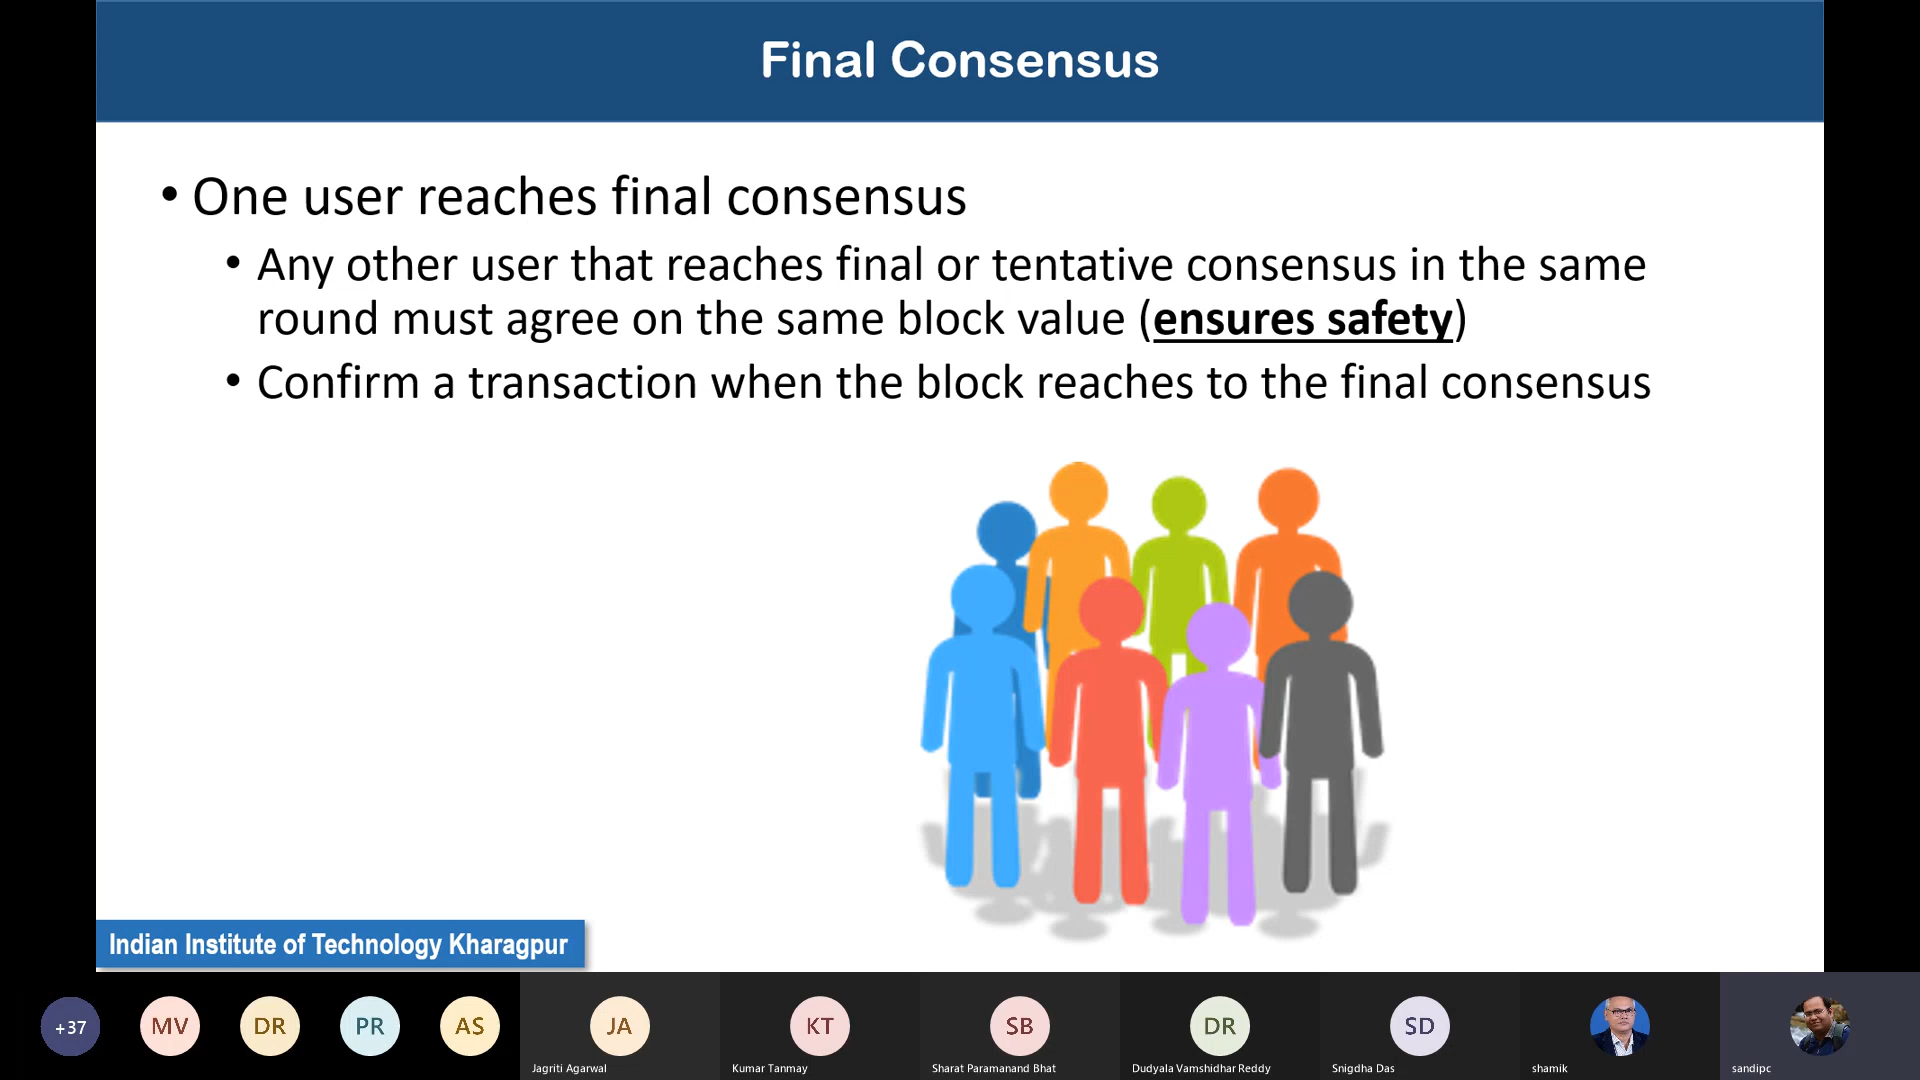 Final Consensus
• One user reaches final consensus
• Any other user that reaches final or tentative consensus in the same
round must agree on the same block value (ensures safety)
• Confirm a transaction when the block reaches to the final consensus
Indian Institute of Technology Kharagpur
+37
MV
DR
PR
AS
JA
KT
SB
DR
SD
Jagriti Agarwal
Kumar Tanmay
Sharat Paramanand Bhat
Dudyala Vamshidhar Reddy
Snigdha Das
shamik
sandipc